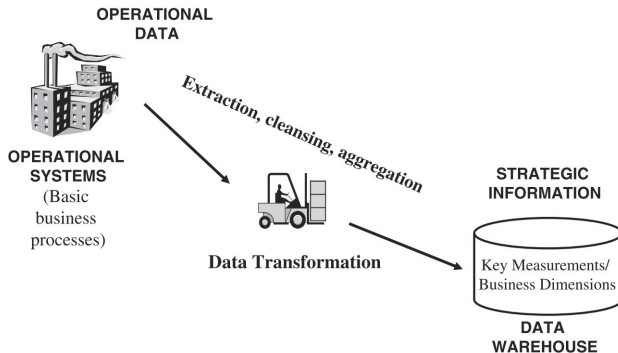 OPERATIONAL
DATA
Extraction, cleansing, aggregation
OPERATIONAL
SYSTEMS
(Basic
business
processes)
Data Transformation
STRATEGIC
INFORMATION
Key Measurements/
Business Dimensions
DATA
WAREHOUSE